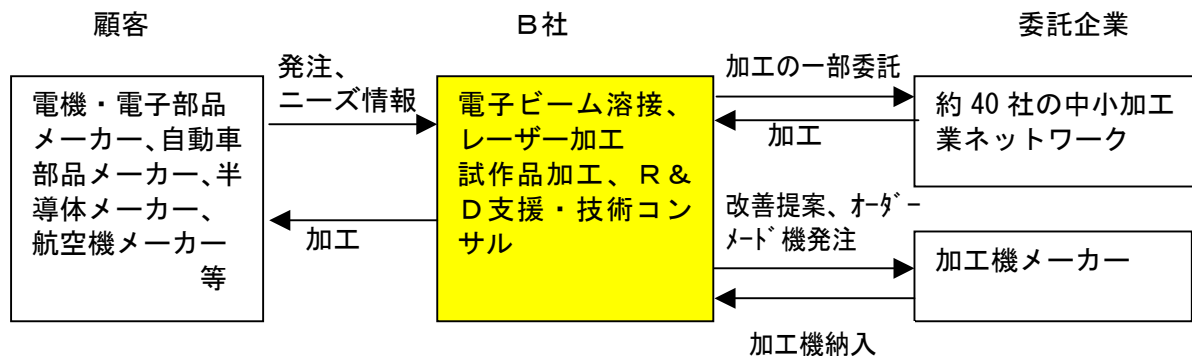 顧客
Ｂ社
委託企業
電機・電子部品
メーカー、自動車
部品メーカー、半
導体メーカー、
航空機メーカー
等
発注、
ニーズ情報
加工
電子ビーム溶接、
レーザー加工
試作品加工、Ｒ＆
Ｄ支援・技術コン
サル
加工の一部委託
加工
改善提案、ｵｰﾀﾞｰ
ﾒｰﾄﾞ機発注
加工機納入
約 40 社の中小加工
業ネットワーク
加工機メーカー